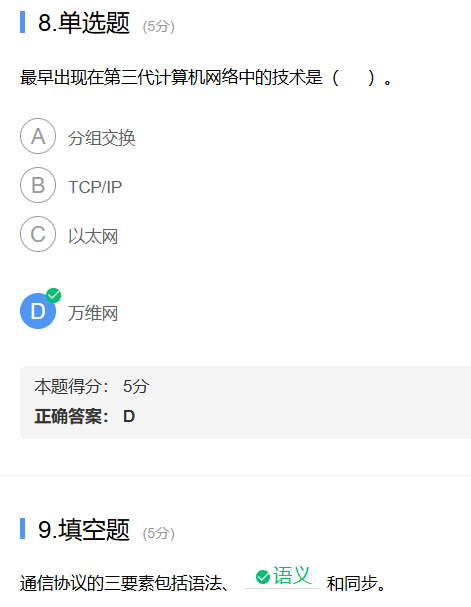 8.单选题 (5分)
最早出现在第三代计算机网络中的技术是（ ）。
A 分组交换
B TCP/IP
C 以太网
D 万维网
本题得分： 5分
正确答案： D
9.填空题 (5分)
通信协议的三要素包括语法、 语义 和同步。